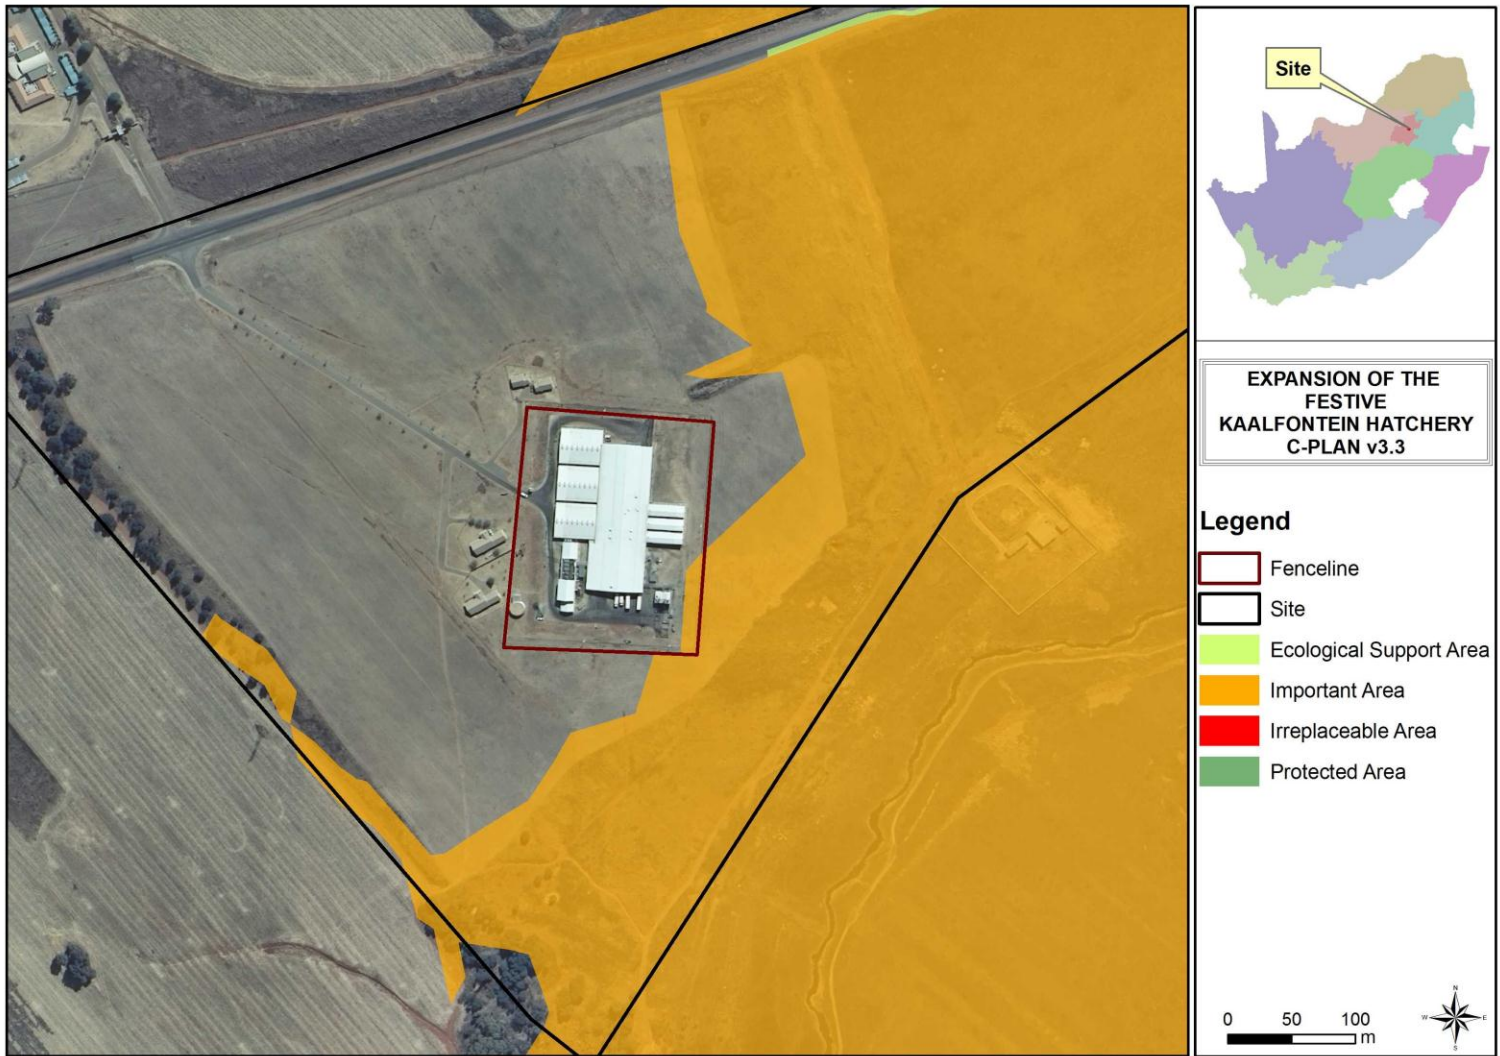 Site
EXPANSION OF THE
FESTIVE
KAALFONTEIN HATCHERY
C-PLAN v3.3
Legend
Fenceline
Site
Ecological Support Area
Important Area
Irreplaceable Area
Protected Area
0 50 100
m
N
W E
S